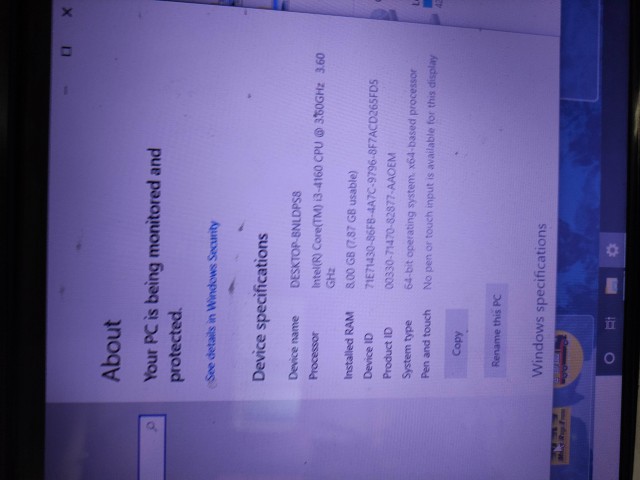 About
Your PC is being monitored and
protected.
See details in Windows Security
Device specifications
Device name DESKTOP-BNLDPS8
Processor Intel(R) Core(TM) i3-4160 CPU @ 3.60GHz 3.60
GHz
Installed RAM 8.00 GB (7.87 GB usable)
Device ID 71E71430-86FB-4A7C-9796-8F7ACD265FD5
Product ID 00330-71470-82877-AAOEM
System type 64-bit operating system, x64-based processor
Pen and touch No pen or touch input is available for this display
Copy
Rename this PC
Windows specifications